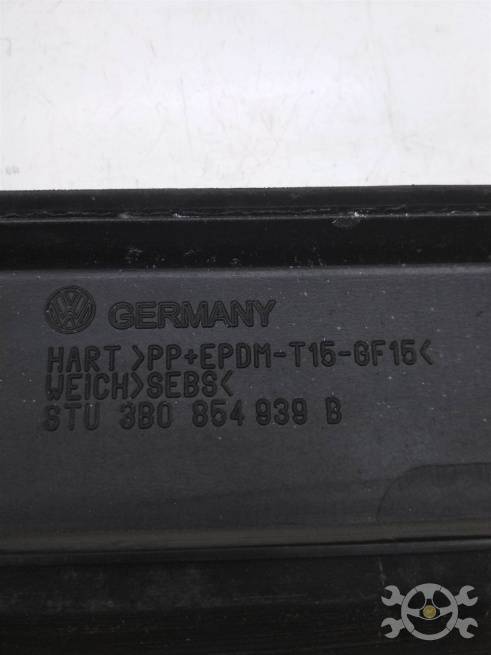 GERMANY
HART >PP+EPDM-T15-GF15<
WEICH>SEBS<
STU 3B0 854 939 B